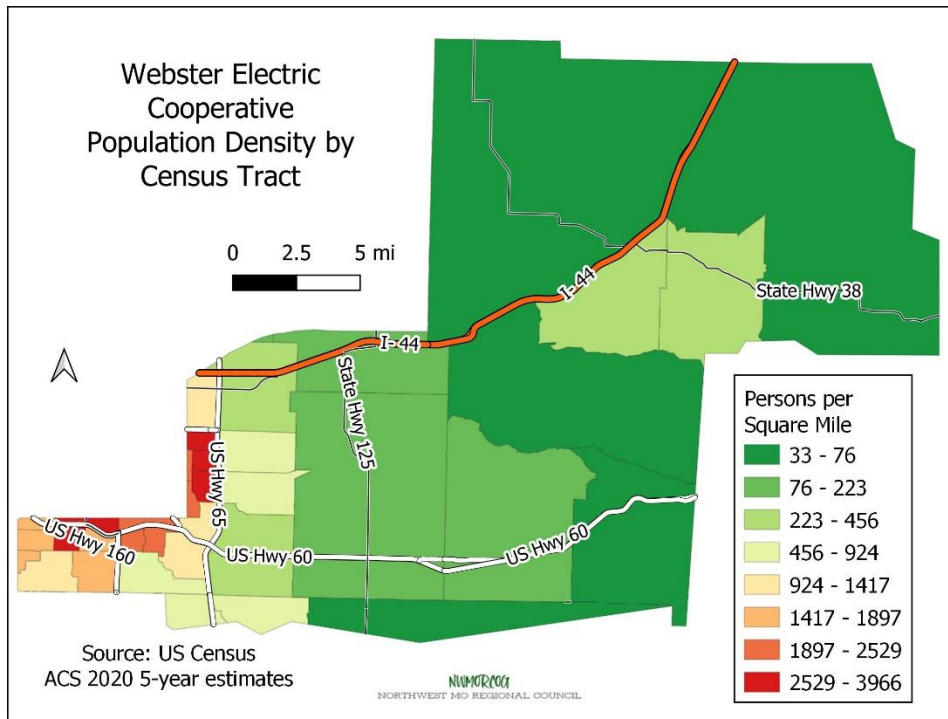 Webster Electric
Cooperative
Population Density by
Census Tract
0 2.5 5 mi
I-44
State Hwy 38
I-44
State Hwy 125
US Hwy 65
US Hwy 160
US Hwy 60
US Hwy 60
Persons per
Square Mile
33 - 76
76 - 223
223 - 456
456 - 924
924 - 1417
1417 - 1897
1897 - 2529
2529 - 3966
Source: US Census
ACS 2020 5-year estimates
NWMORCOG
NORTHWEST MO REGIONAL COUNCIL